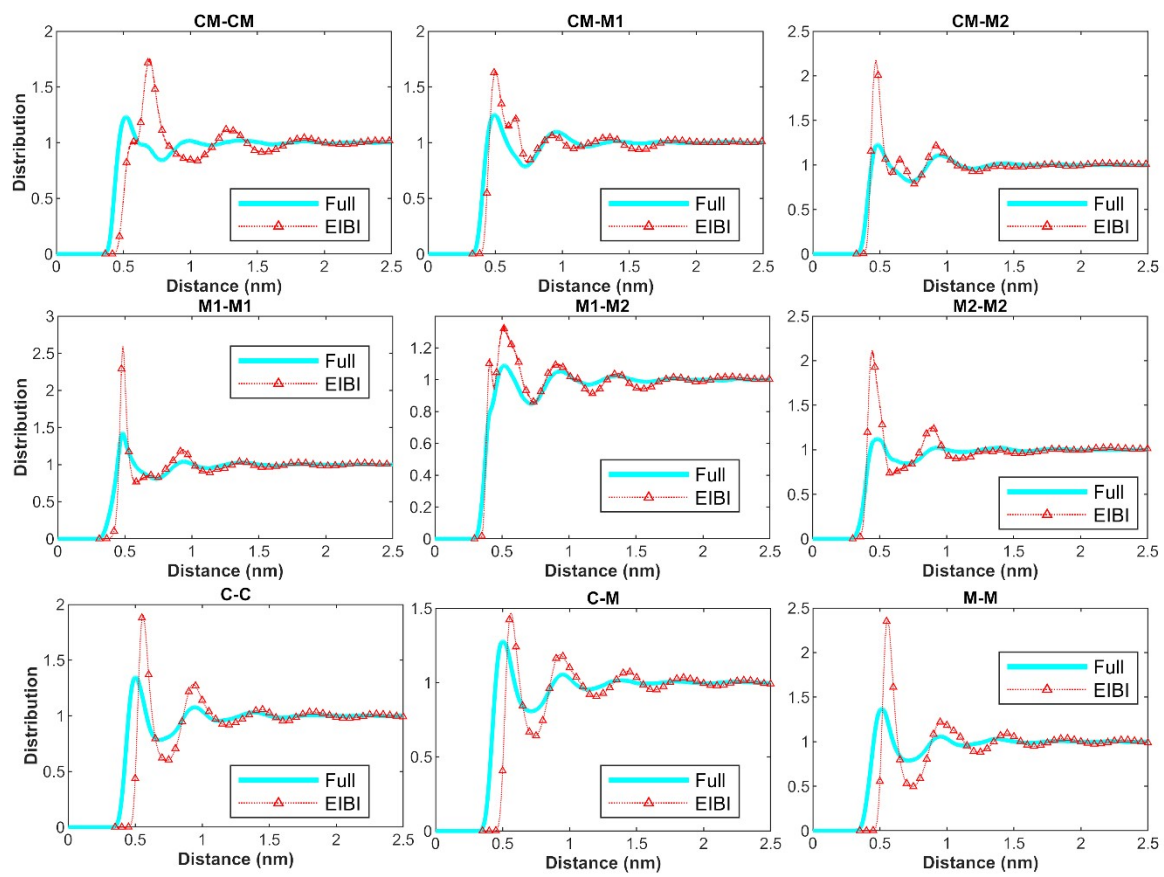 CM-CM
2
1.5
1
0.5
0
Distribution
Full
EIBI
0 0.5 1 1.5 2 2.5
Distance (nm)
CM-M1
2
1.5
1
0.5
0
Full
EIBI
0 0.5 1 1.5 2 2.5
Distance (nm)
CM-M2
2.5
2
1.5
1
0.5
0
Full
EIBI
0 0.5 1 1.5 2 2.5
Distance (nm)
M1-M1
3
2.5
2
1.5
1
0.5
0
Distribution
Full
EIBI
0 0.5 1 1.5 2 2.5
Distance (nm)
M1-M2
1.2
1
0.8
0.6
0.4
0.2
0
Full
EIBI
0 0.5 1 1.5 2 2.5
Distance (nm)
M2-M2
2.5
2
1.5
1
0.5
0
Full
EIBI
0 0.5 1 1.5 2 2.5
Distance (nm)
C-C
2
1.5
1
0.5
0
Distribution
Full
EIBI
0 0.5 1 1.5 2 2.5
Distance (nm)
C-M
1.5
1
0.5
0
Full
EIBI
0 0.5 1 1.5 2 2.5
Distance (nm)
M-M
2.5
2
1.5
1
0.5
0
Full
EIBI
0 0.5 1 1.5 2 2.5
Distance (nm)